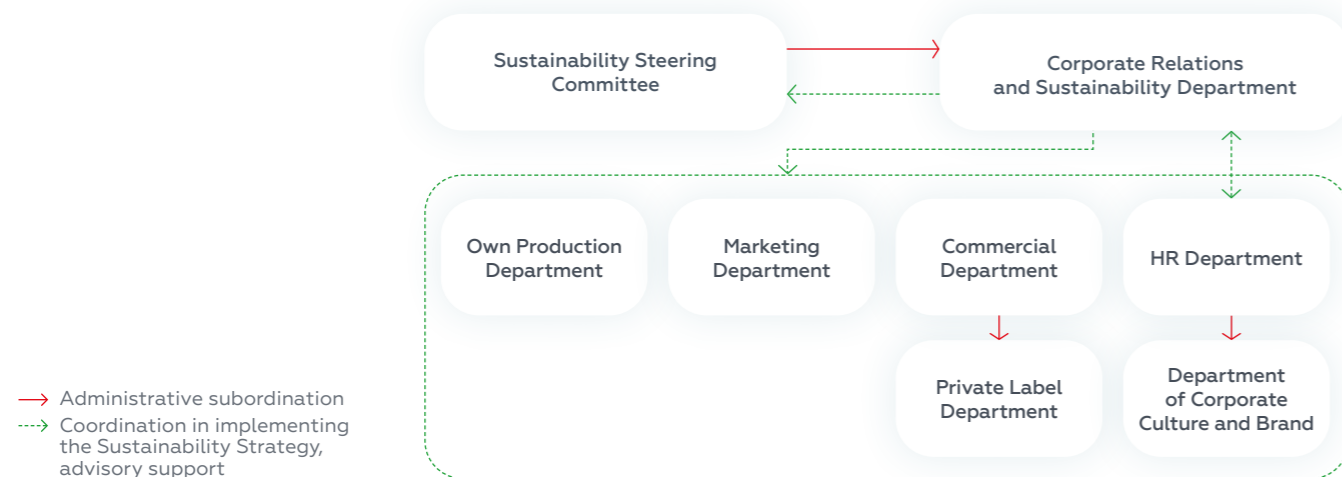 Sustainability Steering
Committee
Corporate Relations
and Sustainability Department
Own Production
Department
Marketing
Department
Commercial
Department
HR Department
Private Label
Department
Department
of Corporate
Culture and Brand
Administrative subordination
Coordination in implementing
the Sustainability Strategy,
advisory support